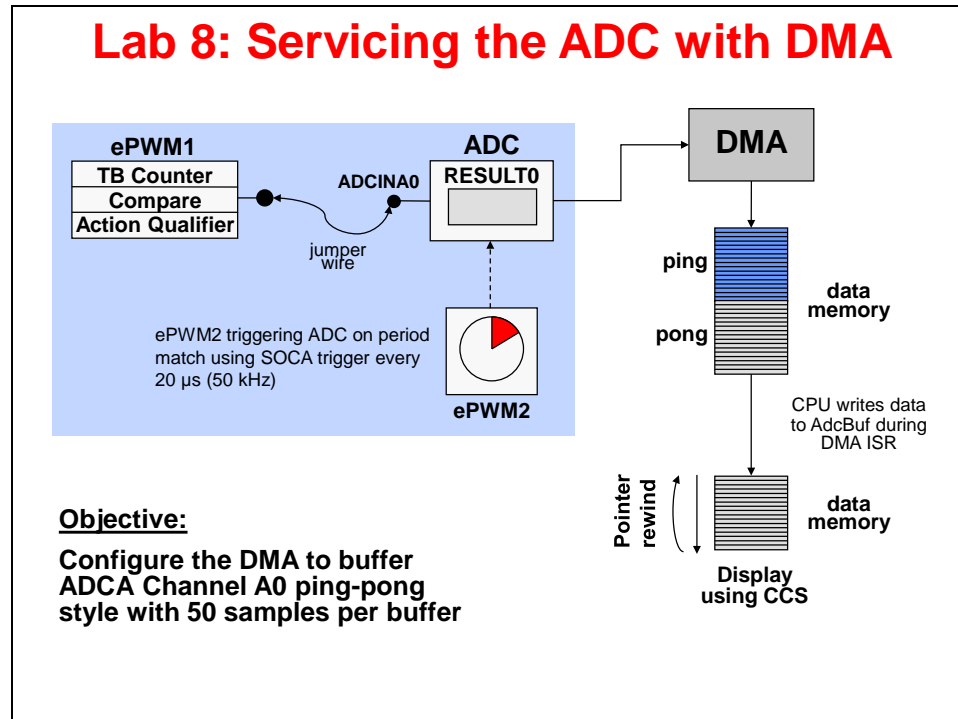 Lab 8: Servicing the ADC with DMA
ePWM1
TB Counter
Compare
Action Qualifier
jumper
wire
ADCINA0
ADC
RESULT0
DMA
ePWM2 triggering ADC on period
match using SOCA trigger every
20 µs (50 kHz)
ePWM2
ping
pong
data
memory
CPU writes data
to AdcBuf during
DMA ISR
Pointer
rewind
data
memory
Display
using CCS
Objective:
Configure the DMA to buffer
ADCA Channel A0 ping-pong
style with 50 samples per buffer